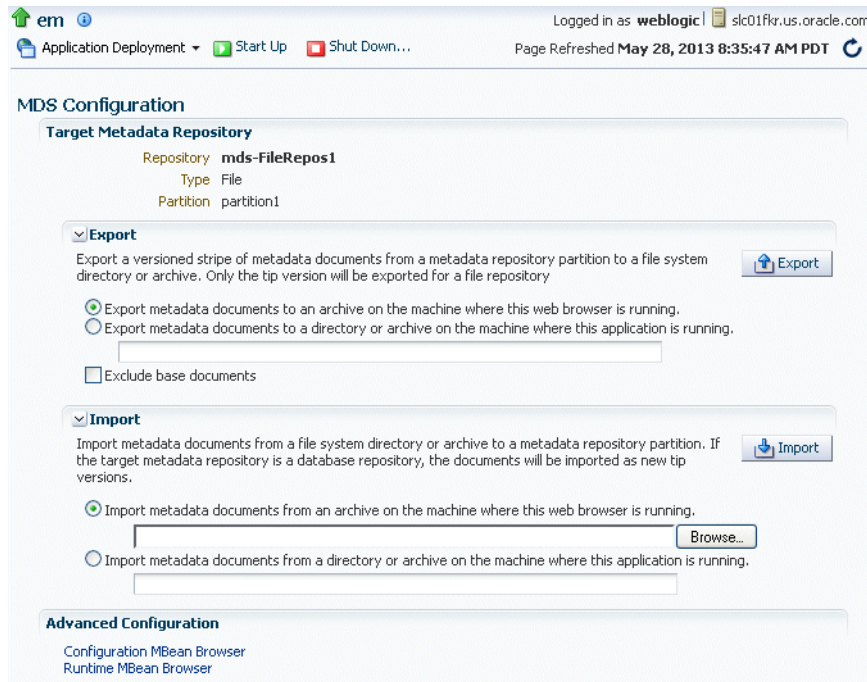 em
Logged in as weblogic slc01fkr.us.oracle.com
Application Deployment Start Up Shut Down... Page Refreshed May 28, 2013 8:35:47 AM PDT
MDS Configuration
Target Metadata Repository
Repository mds-FileRepos1
Type File
Partition partition1
Export
Export a versioned stripe of metadata documents from a metadata repository partition to a file system
directory or archive. Only the tip version will be exported for a file repository
Export
Export metadata documents to an archive on the machine where this web browser is running.
Export metadata documents to a directory or archive on the machine where this application is running.
Exclude base documents
Import
Import metadata documents from a file system directory or archive to a metadata repository partition. If
the target metadata repository is a database repository, the documents will be imported as new tip
versions.
Import
Import metadata documents from an archive on the machine where this web browser is running.
Browse...
Import metadata documents from a directory or archive on the machine where this application is running.
Advanced Configuration
Configuration MBean Browser
Runtime MBean Browser